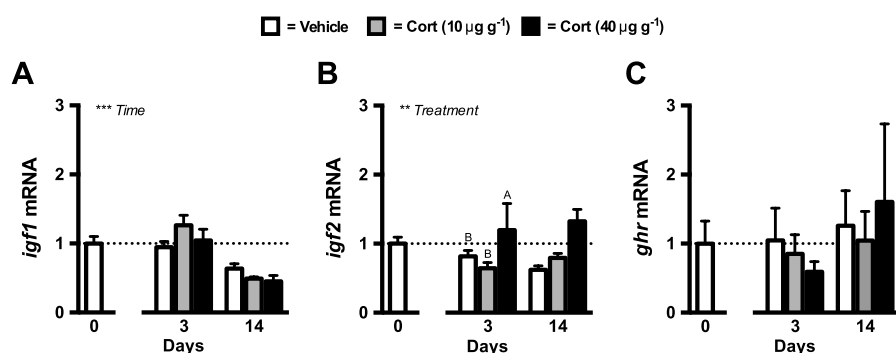 = Vehicle = Cort (10 µg g-1) = Cort (40 µg g-1)
A
*** Time
igf1 mRNA
3
2
1
0
0 3 14
Days
B
** Treatment
igf2 mRNA
3
2
1
0
B B A
0 3 14
Days
C
ghr mRNA
3
2
1
0
0 3 14
Days